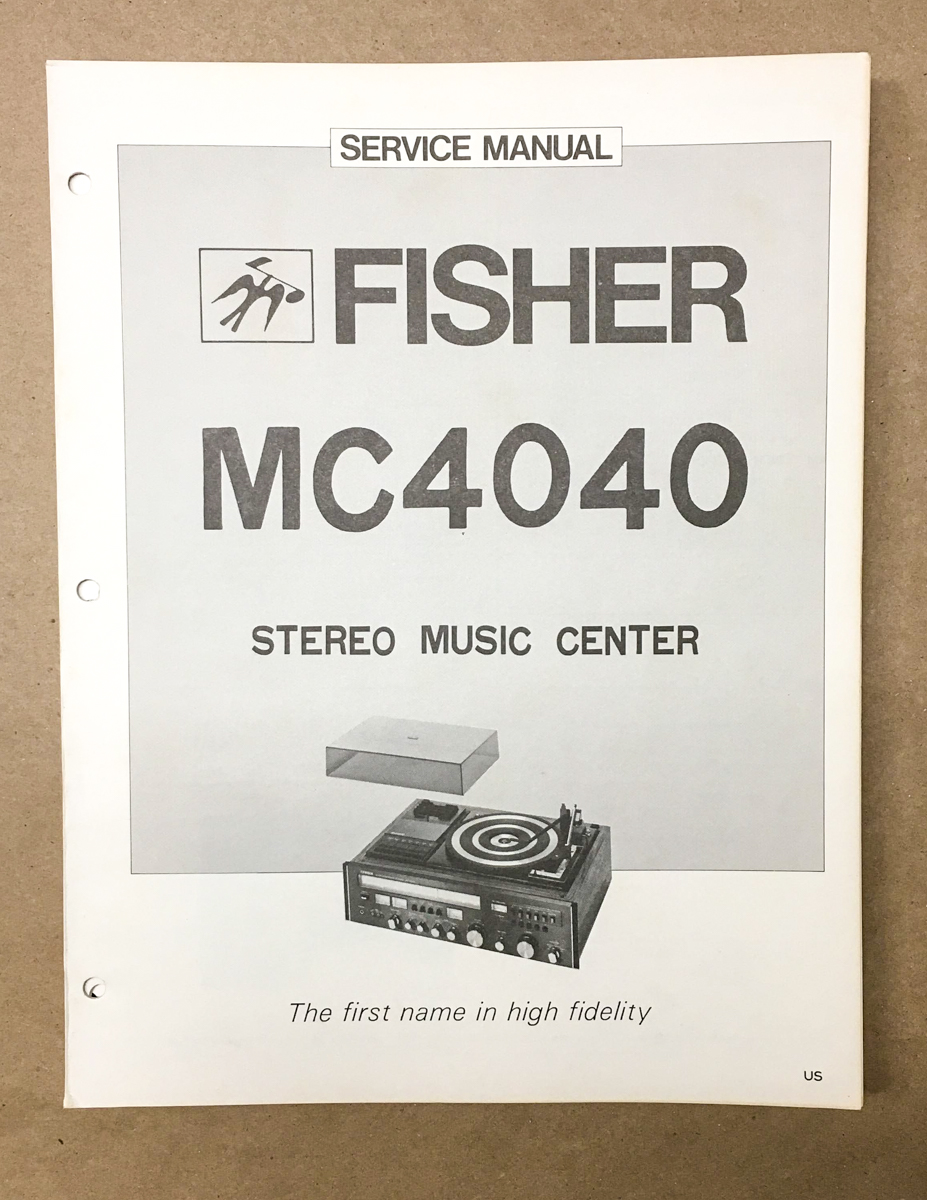 SERVICE MANUAL
FISHER
MC4040
STEREO MUSIC CENTER
The first name in high fidelity
US